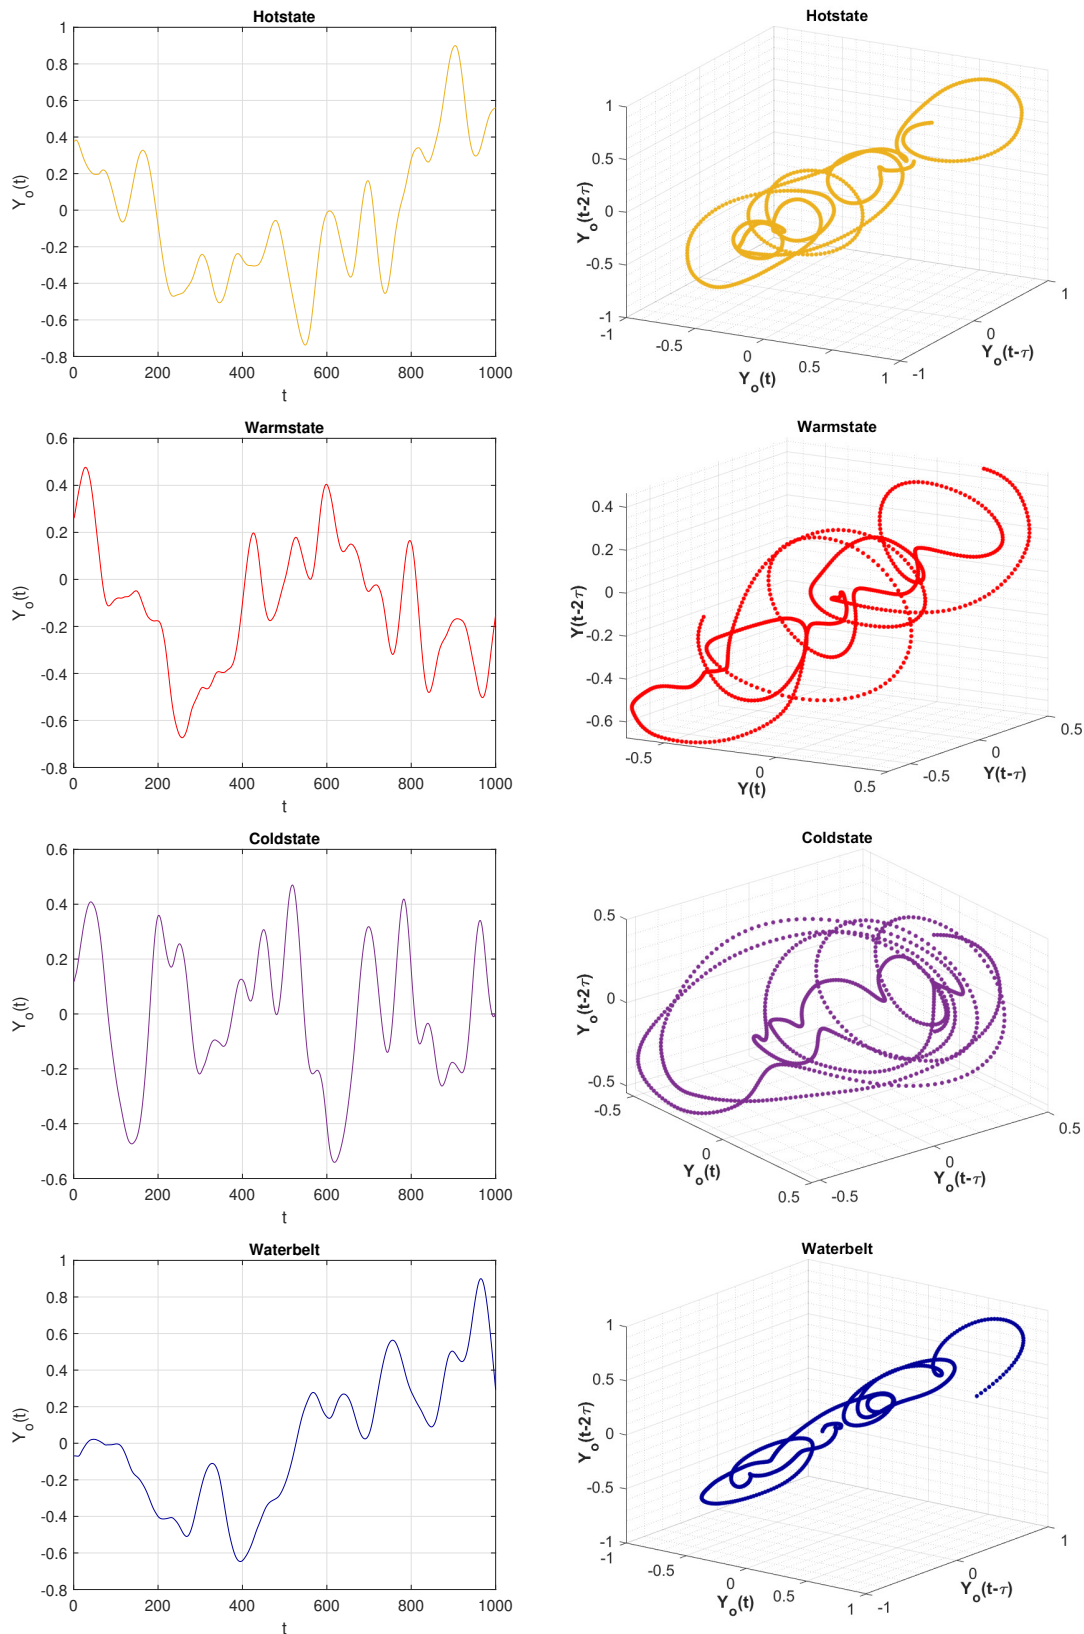 Hotstate
1
0.8
0.6
0.4
0.2
0
-0.2
-0.4
-0.6
-0.8
Y_o(t)
0 200 400 600 800 1000
t
Hotstate
1
0.5
0
-0.5
-1
Y_o(t-2τ)
-1 -0.5 0 0.5 1
Y_o(t)
-1 0 1
Y_o(t-τ)
Warmstate
0.6
0.4
0.2
0
-0.2
-0.4
-0.6
-0.8
Y_o(t)
0 200 400 600 800 1000
t
Warmstate
0.4
0.2
0
-0.2
-0.4
-0.6
Y(t-2τ)
-0.5 0 0.5
Y(t)
-0.5 0 0.5
Y(t-τ)
Coldstate
0.6
0.4
0.2
0
-0.2
-0.4
-0.6
Y_o(t)
0 200 400 600 800 1000
t
Coldstate
0.5
0
-0.5
Y_o(t-2τ)
-0.5 0 0.5
Y_o(t)
-0.5 0 0.5
Y_o(t-τ)
Waterbelt
1
0.8
0.6
0.4
0.2
0
-0.2
-0.4
-0.6
-0.8
Y_o(t)
0 200 400 600 800 1000
t
Waterbelt
1
0.5
0
-0.5
-1
Y_o(t-2τ)
-1 -0.5 0 0.5 1
Y_o(t)
-1 0 1
Y_o(t-τ)